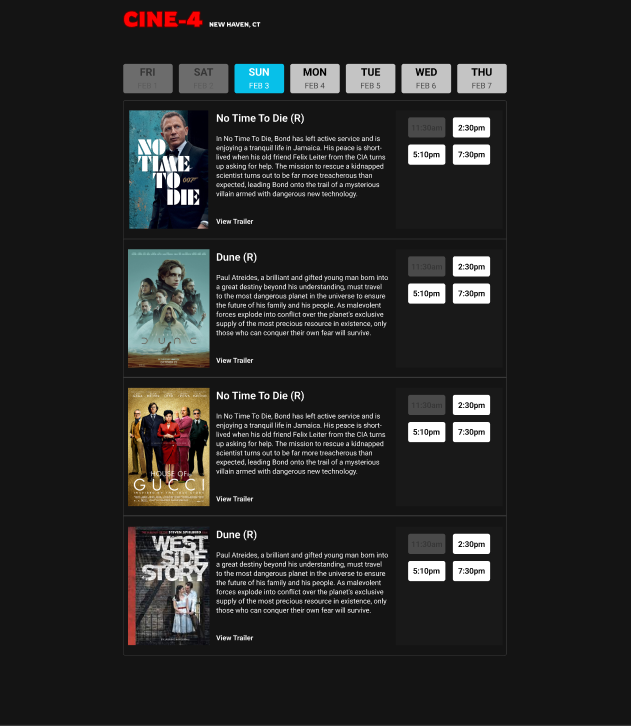 CINE-4 NEW HAVEN, CT
FRI SAT SUN MON TUE WED THU
FEB 1 FEB 2 FEB 3 FEB 4 FEB 5 FEB 6 FEB 7
NO
TIME
TO
DIE
007
No Time To Die (R)
In No Time To Die, Bond has left active service and is
enjoying a tranquil life in Jamaica. His peace is short-
lived when his old friend Felix Leiter from the CIA turns
up asking for help. The mission to rescue a kidnapped
scientist turns out to be far more treacherous than
expected, leading Bond onto the trail of a mysterious
villain armed with dangerous new technology.
View Trailer
11:30am 2:30pm
5:10pm 7:30pm
DUNC
Dune (R)
Paul Atreides, a brilliant and gifted young man born into
a great destiny beyond his understanding, must travel
to the most dangerous planet in the universe to ensure
the future of his family and his people. As malevolent
forces explode into conflict over the planet's exclusive
supply of the most precious resource in existence, only
those who can conquer their own fear will survive.
View Trailer
11:30am 2:30pm
5:10pm 7:30pm
HOUSE OF
GUCCI
No Time To Die (R)
In No Time To Die, Bond has left active service and is
enjoying a tranquil life in Jamaica. His peace is short-
lived when his old friend Felix Leiter from the CIA turns
up asking for help. The mission to rescue a kidnapped
scientist turns out to be far more treacherous than
expected, leading Bond onto the trail of a mysterious
villain armed with dangerous new technology.
View Trailer
11:30am 2:30pm
5:10pm 7:30pm
STEVEN SPIELBERG
WEST
SIDE
STORY
Dune (R)
Paul Atreides, a brilliant and gifted young man born into
a great destiny beyond his understanding, must travel
to the most dangerous planet in the universe to ensure
the future of his family and his people. As malevolent
forces explode into conflict over the planet's exclusive
supply of the most precious resource in existence, only
those who can conquer their own fear will survive.
View Trailer
11:30am 2:30pm
5:10pm 7:30pm